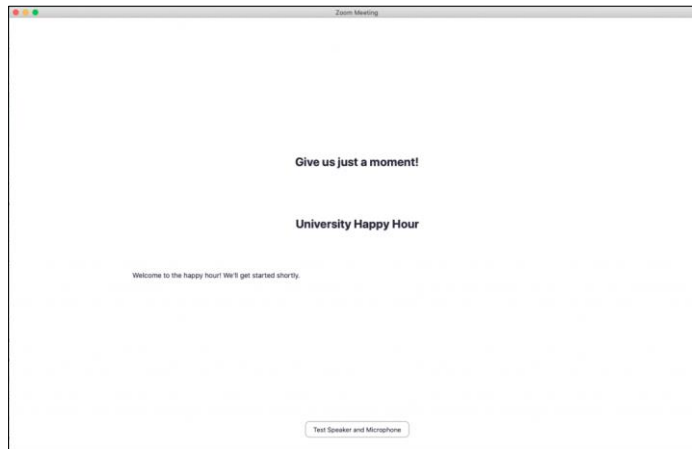 Zoom Meeting
Give us just a moment!
University Happy Hour
Welcome to the happy hour! We'll get started shortly.
Test Speaker and Microphone